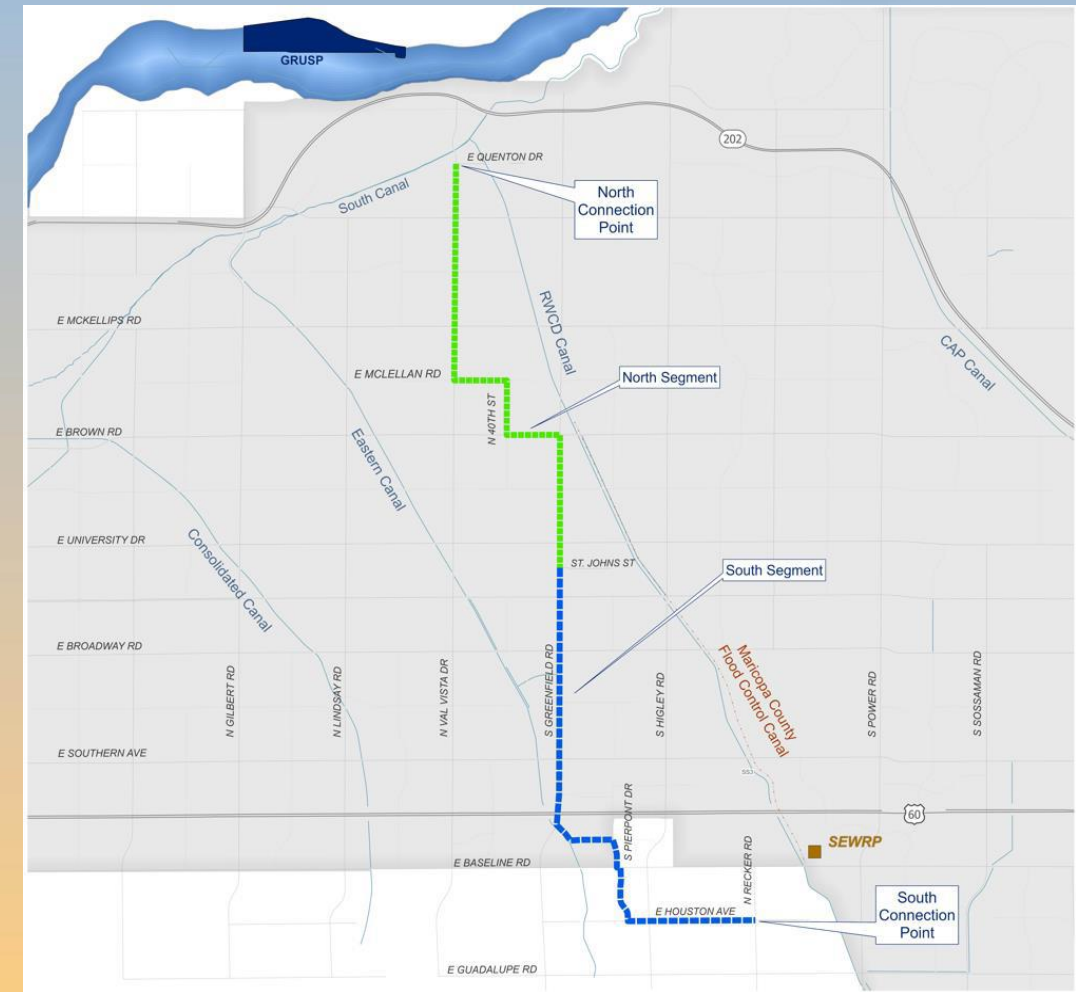 GRUSP
202
E QUENTON DR
North
Connection
Point
South Canal
RWCD Canal
E MCKELLIPS RD
CAP Canal
E MCLELLAN RD
North Segment
N 40TH ST
E BROWN RD
Eastern Canal
E UNIVERSITY DR
Consolidated Canal
ST. JOHNS ST
South Segment
E BROADWAY RD
N GILBERT RD
N LINDSAY RD
N VAL VISTA DR
S GREENFIELD RD
S HIGLEY RD
Maricopa County
Flood Control Canal
S POWER RD
S SOSSAMAN RD
E SOUTHERN AVE
S PIERPONT DR
60
SEWRP
E BASELINE RD
N RECKER RD
South
Connection
Point
E HOUSTON AVE
E GUADALUPE RD